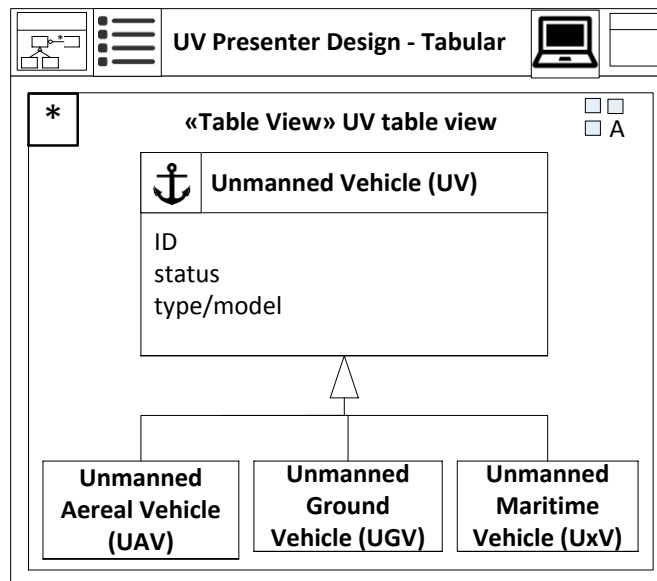 *
UV Presenter Design - Tabular
*
«Table View» UV table view
A
Unmanned Vehicle (UV)
ID
status
type/model
Unmanned
Aereal Vehicle
(UAV)
Unmanned
Ground
Vehicle (UGV)
Unmanned
Maritime
Vehicle (UxV)